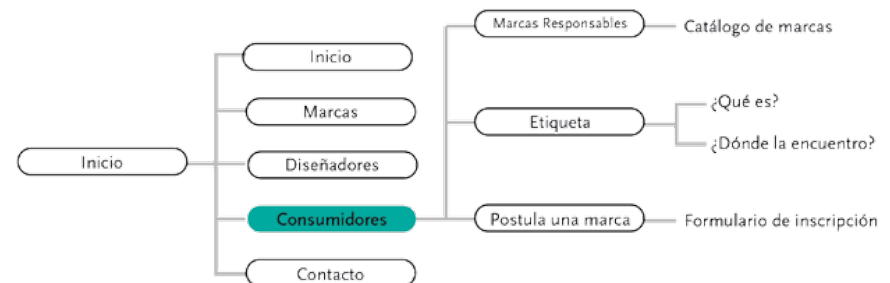 Inicio
Inicio
Marcas
Diseñadores
Consumidores
Contacto
Marcas Responsables
Etiqueta
Postula una marca
Catálogo de marcas
¿Qué es?
¿Dónde la encuentro?
Formulario de inscripción